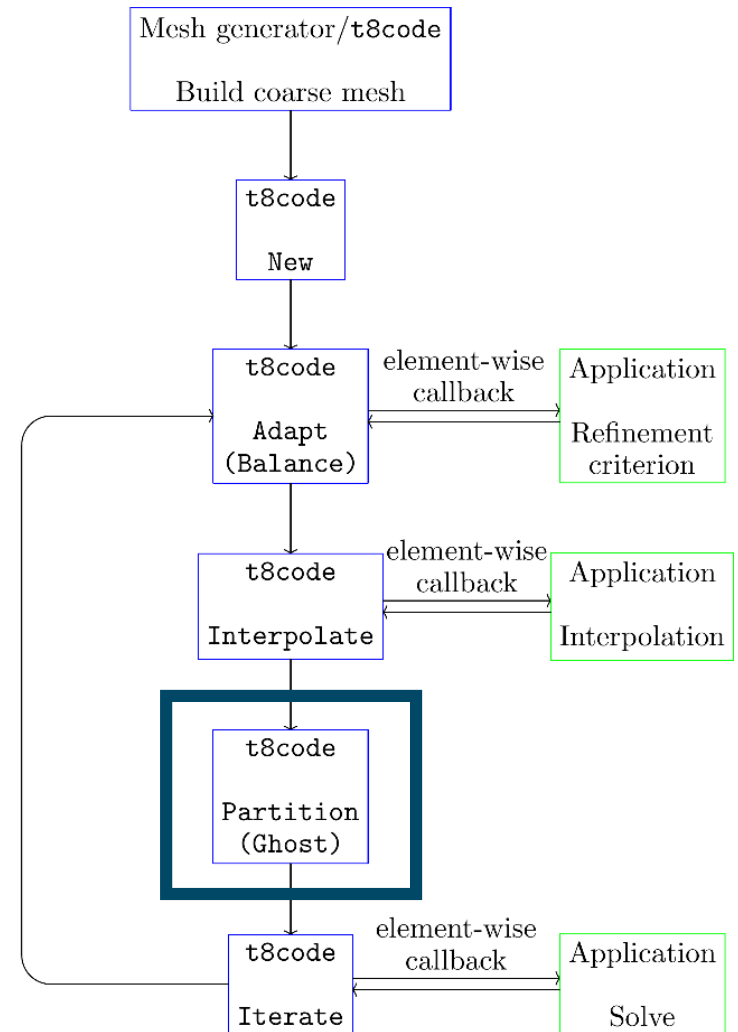 Mesh generator/t8code
Build coarse mesh
t8code
New
t8code
Adapt
(Balance)
element-wise
callback
Application
Refinement
criterion
t8code
Interpolate
element-wise
callback
Application
Interpolation
t8code
Partition
(Ghost)
t8code
Iterate
element-wise
callback
Application
Solve